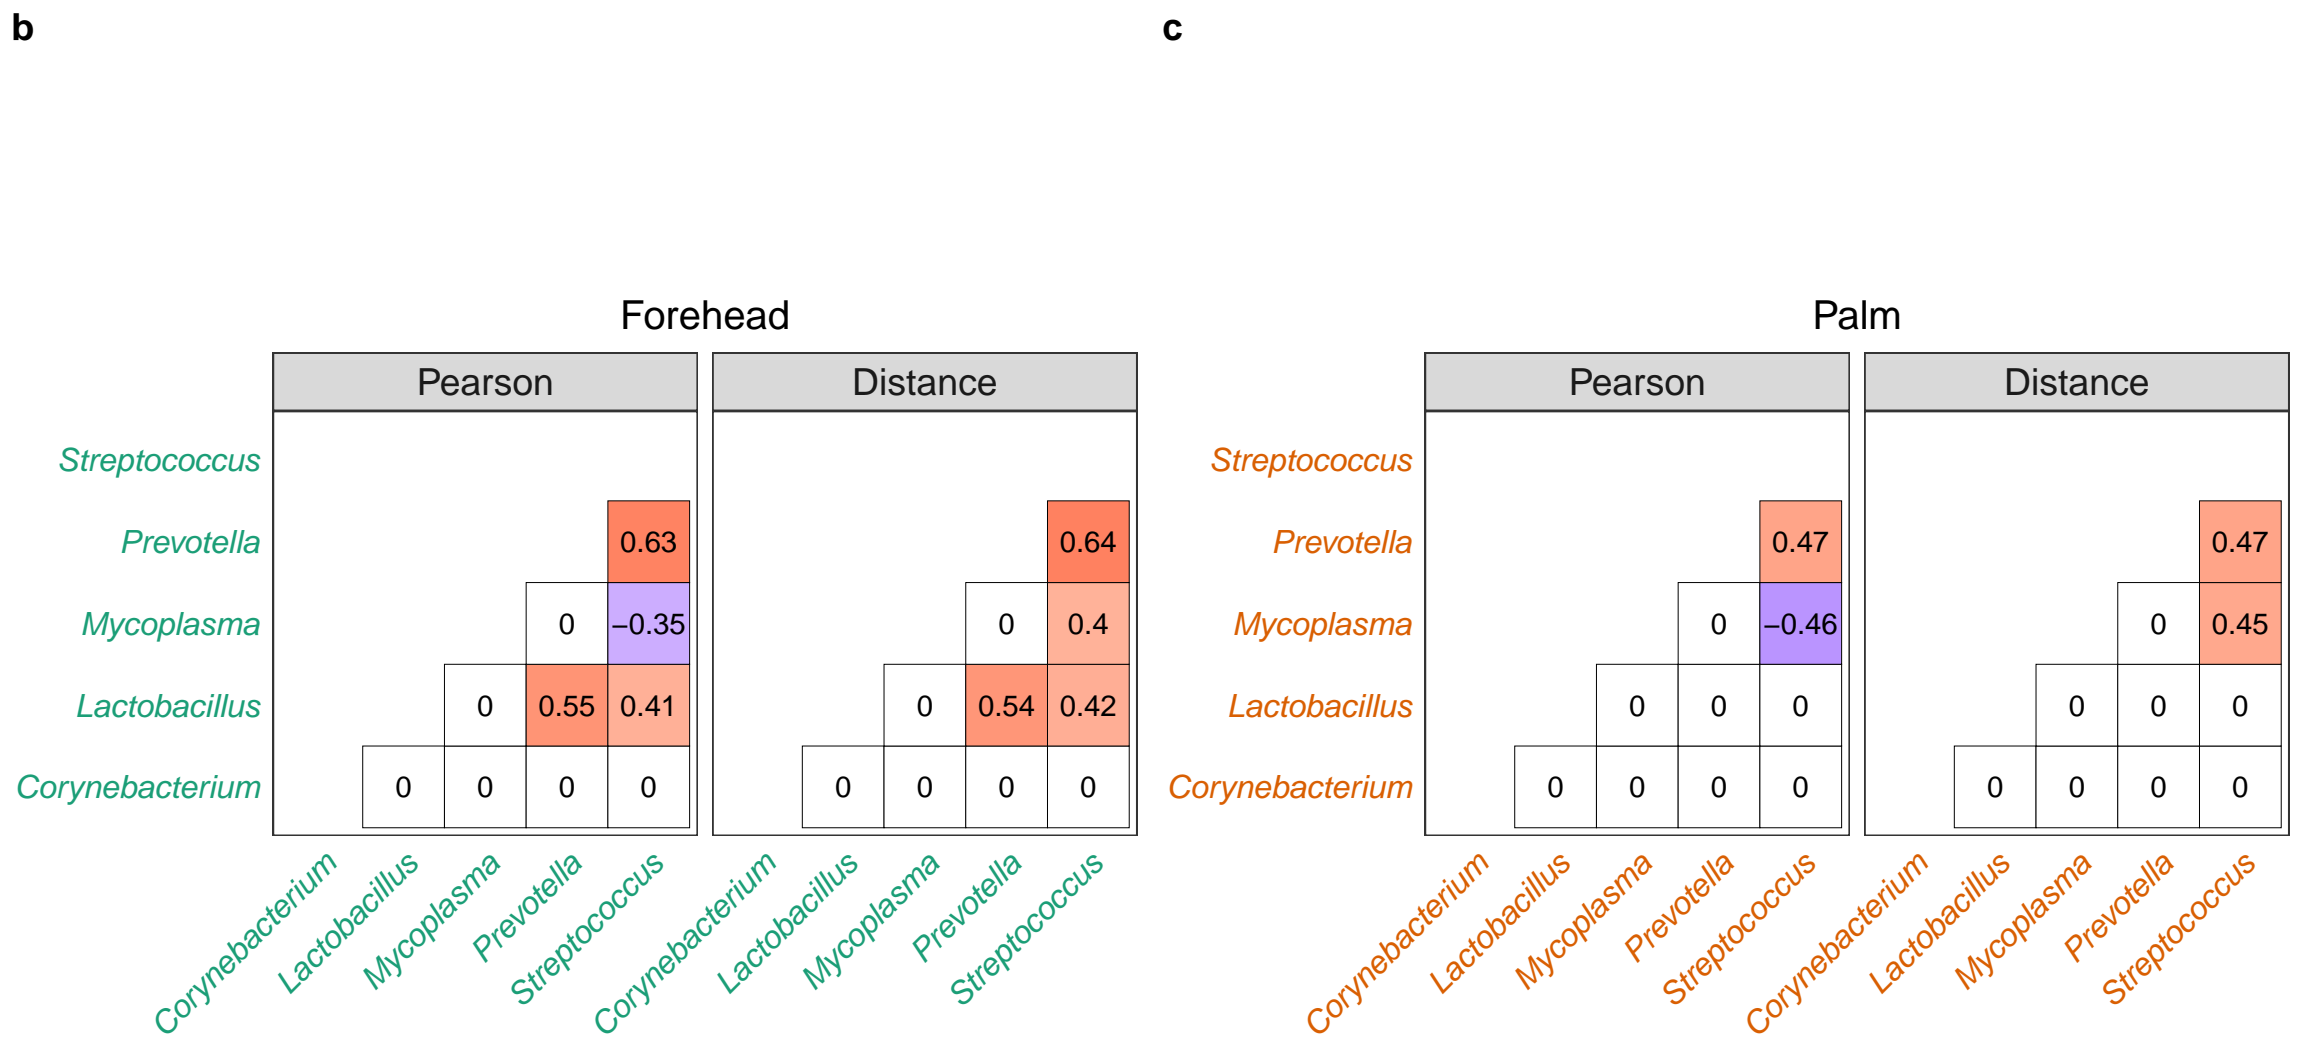 b
c
Forehead
Palm
Pearson
Distance
Pearson
Distance
Streptococcus
Streptococcus
Prevotella
0.63
0.64
Prevotella
0.47
0.47
Mycoplasma
0
−0.35
0
0.4
Mycoplasma
0
−0.46
0
0.45
Lactobacillus
0
0.55
0.41
0
0.54
0.42
Lactobacillus
0
0
0
0
0
0
Corynebacterium
0
0
0
0
0
0
0
0
Corynebacterium
0
0
0
0
0
0
0
0
Corynebacterium
Lactobacillus
Mycoplasma
Prevotella
Streptococcus
Corynebacterium
Lactobacillus
Mycoplasma
Prevotella
Streptococcus
Corynebacterium
Lactobacillus
Mycoplasma
Prevotella
Streptococcus
Corynebacterium
Lactobacillus
Mycoplasma
Prevotella
Streptococcus